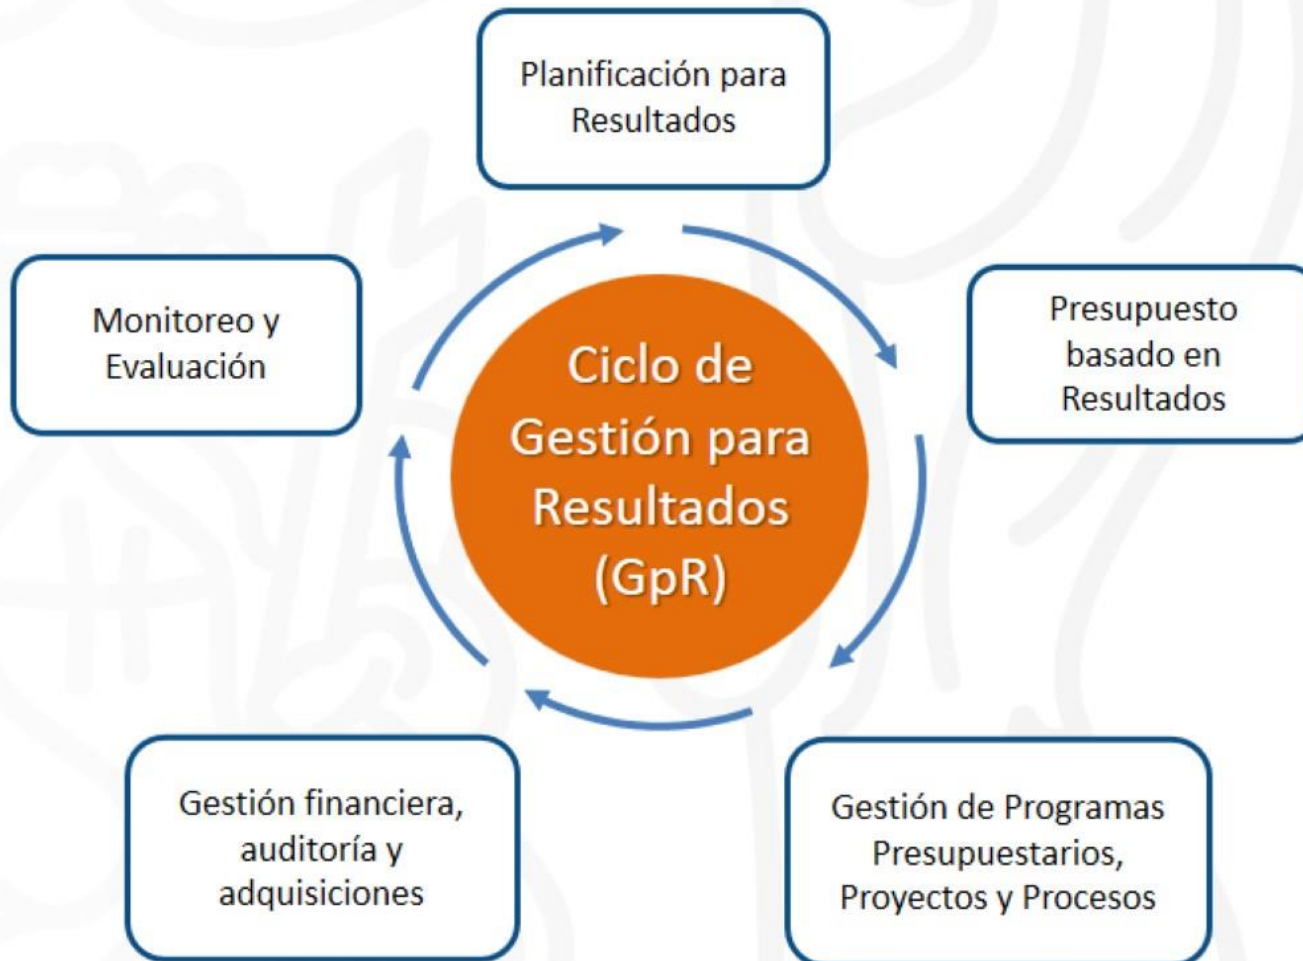 Planificación para
Resultados
Monitoreo y
Evaluación
Presupuesto
basado en
Resultados
Ciclo de
Gestión para
Resultados
(GpR)
Gestión financiera,
auditoría y
adquisiciones
Gestión de Programas
Presupuestarios,
Proyectos y Procesos